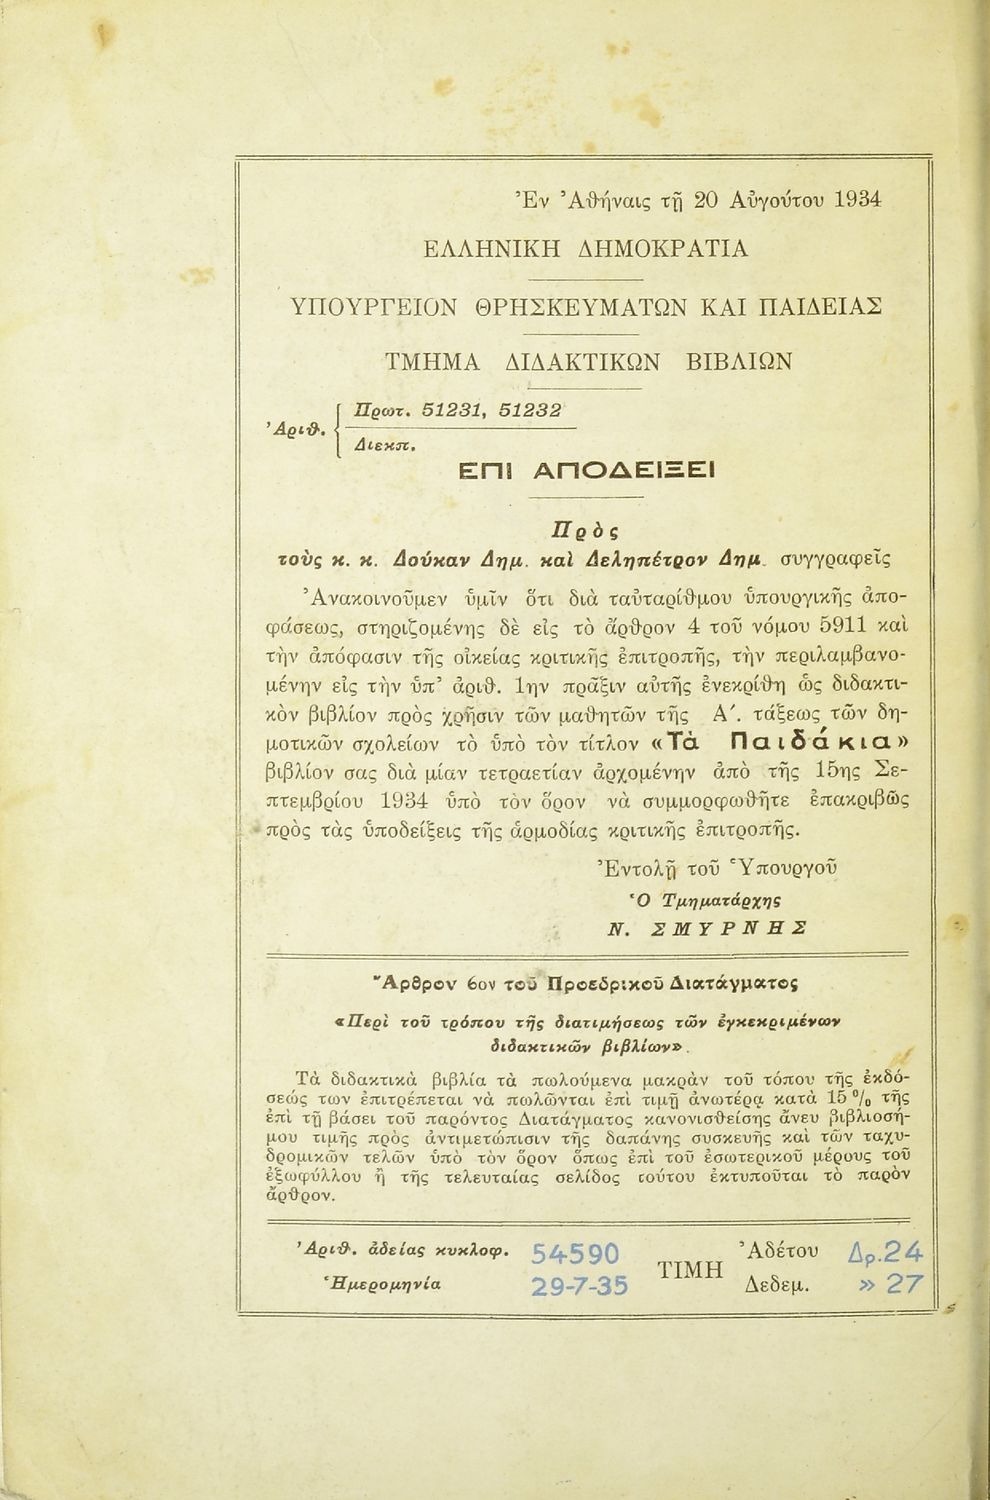 Ἐν Ἀθήναις τῇ 20 Αὐγούστου 1934
ΕΛΛΗΝΙΚΗ ΔΗΜΟΚΡΑΤΙΑ
ΥΠΟΥΡΓΕΙΟΝ ΘΡΗΣΚΕΥΜΑΤΩΝ ΚΑΙ ΠΑΙΔΕΙΑΣ
ΤΜΗΜΑ ΔΙΔΑΚΤΙΚΩΝ ΒΙΒΛΙΩΝ
Ἀριθ. { Πρωτ. 51231, 51232
Διεκπ.
ΕΠΙ ΑΠΟΔΕΙΞΕΙ
Πρὸς
τοὺς κ. κ. Δούκαν Δημ. καὶ Δεληπέτρον Δημ. συγγραφεῖς
Ἀνακοινοῦμεν ὑμῖν ὅτι διὰ ταὐταρίθμου ὑπουργικῆς ἀπο-
φάσεως, στηριζομένης δὲ εἰς τὸ ἄρθρον 4 τοῦ νόμου 5911 καὶ
τὴν ἀπόφασιν τῆς οἰκείας κριτικῆς ἐπιτροπῆς, τὴν περιλαμβανο-
μένην εἰς τὴν ὑπ' ἀριθ. 1ην πρᾶξιν αὐτῆς ἐνεκρίθη ὡς διδακτι-
κὸν βιβλίον πρὸς χρῆσιν τῶν μαθητῶν τῆς Α΄. τάξεως τῶν δη-
μοτικῶν σχολείων τὸ ὑπὸ τὸν τίτλον «Τὰ Παιδάκια»
βιβλίον σας διὰ μίαν τετραετίαν ἀρχομένην ἀπὸ τῆς 15ης Σε-
πτεμβρίου 1934 ὑπὸ τὸν ὅρον νὰ συμμορφωθῆτε ἐπακριβῶς
πρὸς τὰς ὑποδείξεις τῆς ἁρμοδίας κριτικῆς ἐπιτροπῆς.
Ἐντολῇ τοῦ Ὑπουργοῦ
Ὁ Τμηματάρχης
Ν. ΣΜΥΡΝΗΣ
Ἄρθρον 6ον τοῦ Προεδρικοῦ Διατάγματος
«Περὶ τοῦ τρόπου τῆς διατιμήσεως τῶν ἐγκεκριμένων
διδακτικῶν βιβλίων».
Τὰ διδακτικὰ βιβλία τὰ πωλούμενα μακρὰν τοῦ τόπου τῆς ἐκδό-
σεώς των ἐπιτρέπεται νὰ πωλῶνται ἐπὶ τιμῇ ἀνωτέρᾳ κατὰ 15 % τῆς
ἐπὶ τῇ βάσει τοῦ παρόντος Διατάγματος κανονισθείσης ἄνευ βιβλιοσή-
μου τιμῆς πρὸς ἀντιμετώπισιν τῆς δαπάνης συσκευῆς καὶ τῶν ταχυ-
δρομικῶν τελῶν ὑπὸ τὸν ὅρον ὅπως ἐπὶ τοῦ ἐσωτερικοῦ μέρους τοῦ
ἐξωφύλλου ἢ τῆς τελευταίας σελίδος τούτου ἐκτυποῦται τὸ παρὸν
ἄρθρον.
Ἀριθ. ἀδείας κυκλοφ. 54590 ΤΙΜΗ Ἀδέτου Δρ.24
Ἡμερομηνία 29-7-35 Δεδεμ. » 27